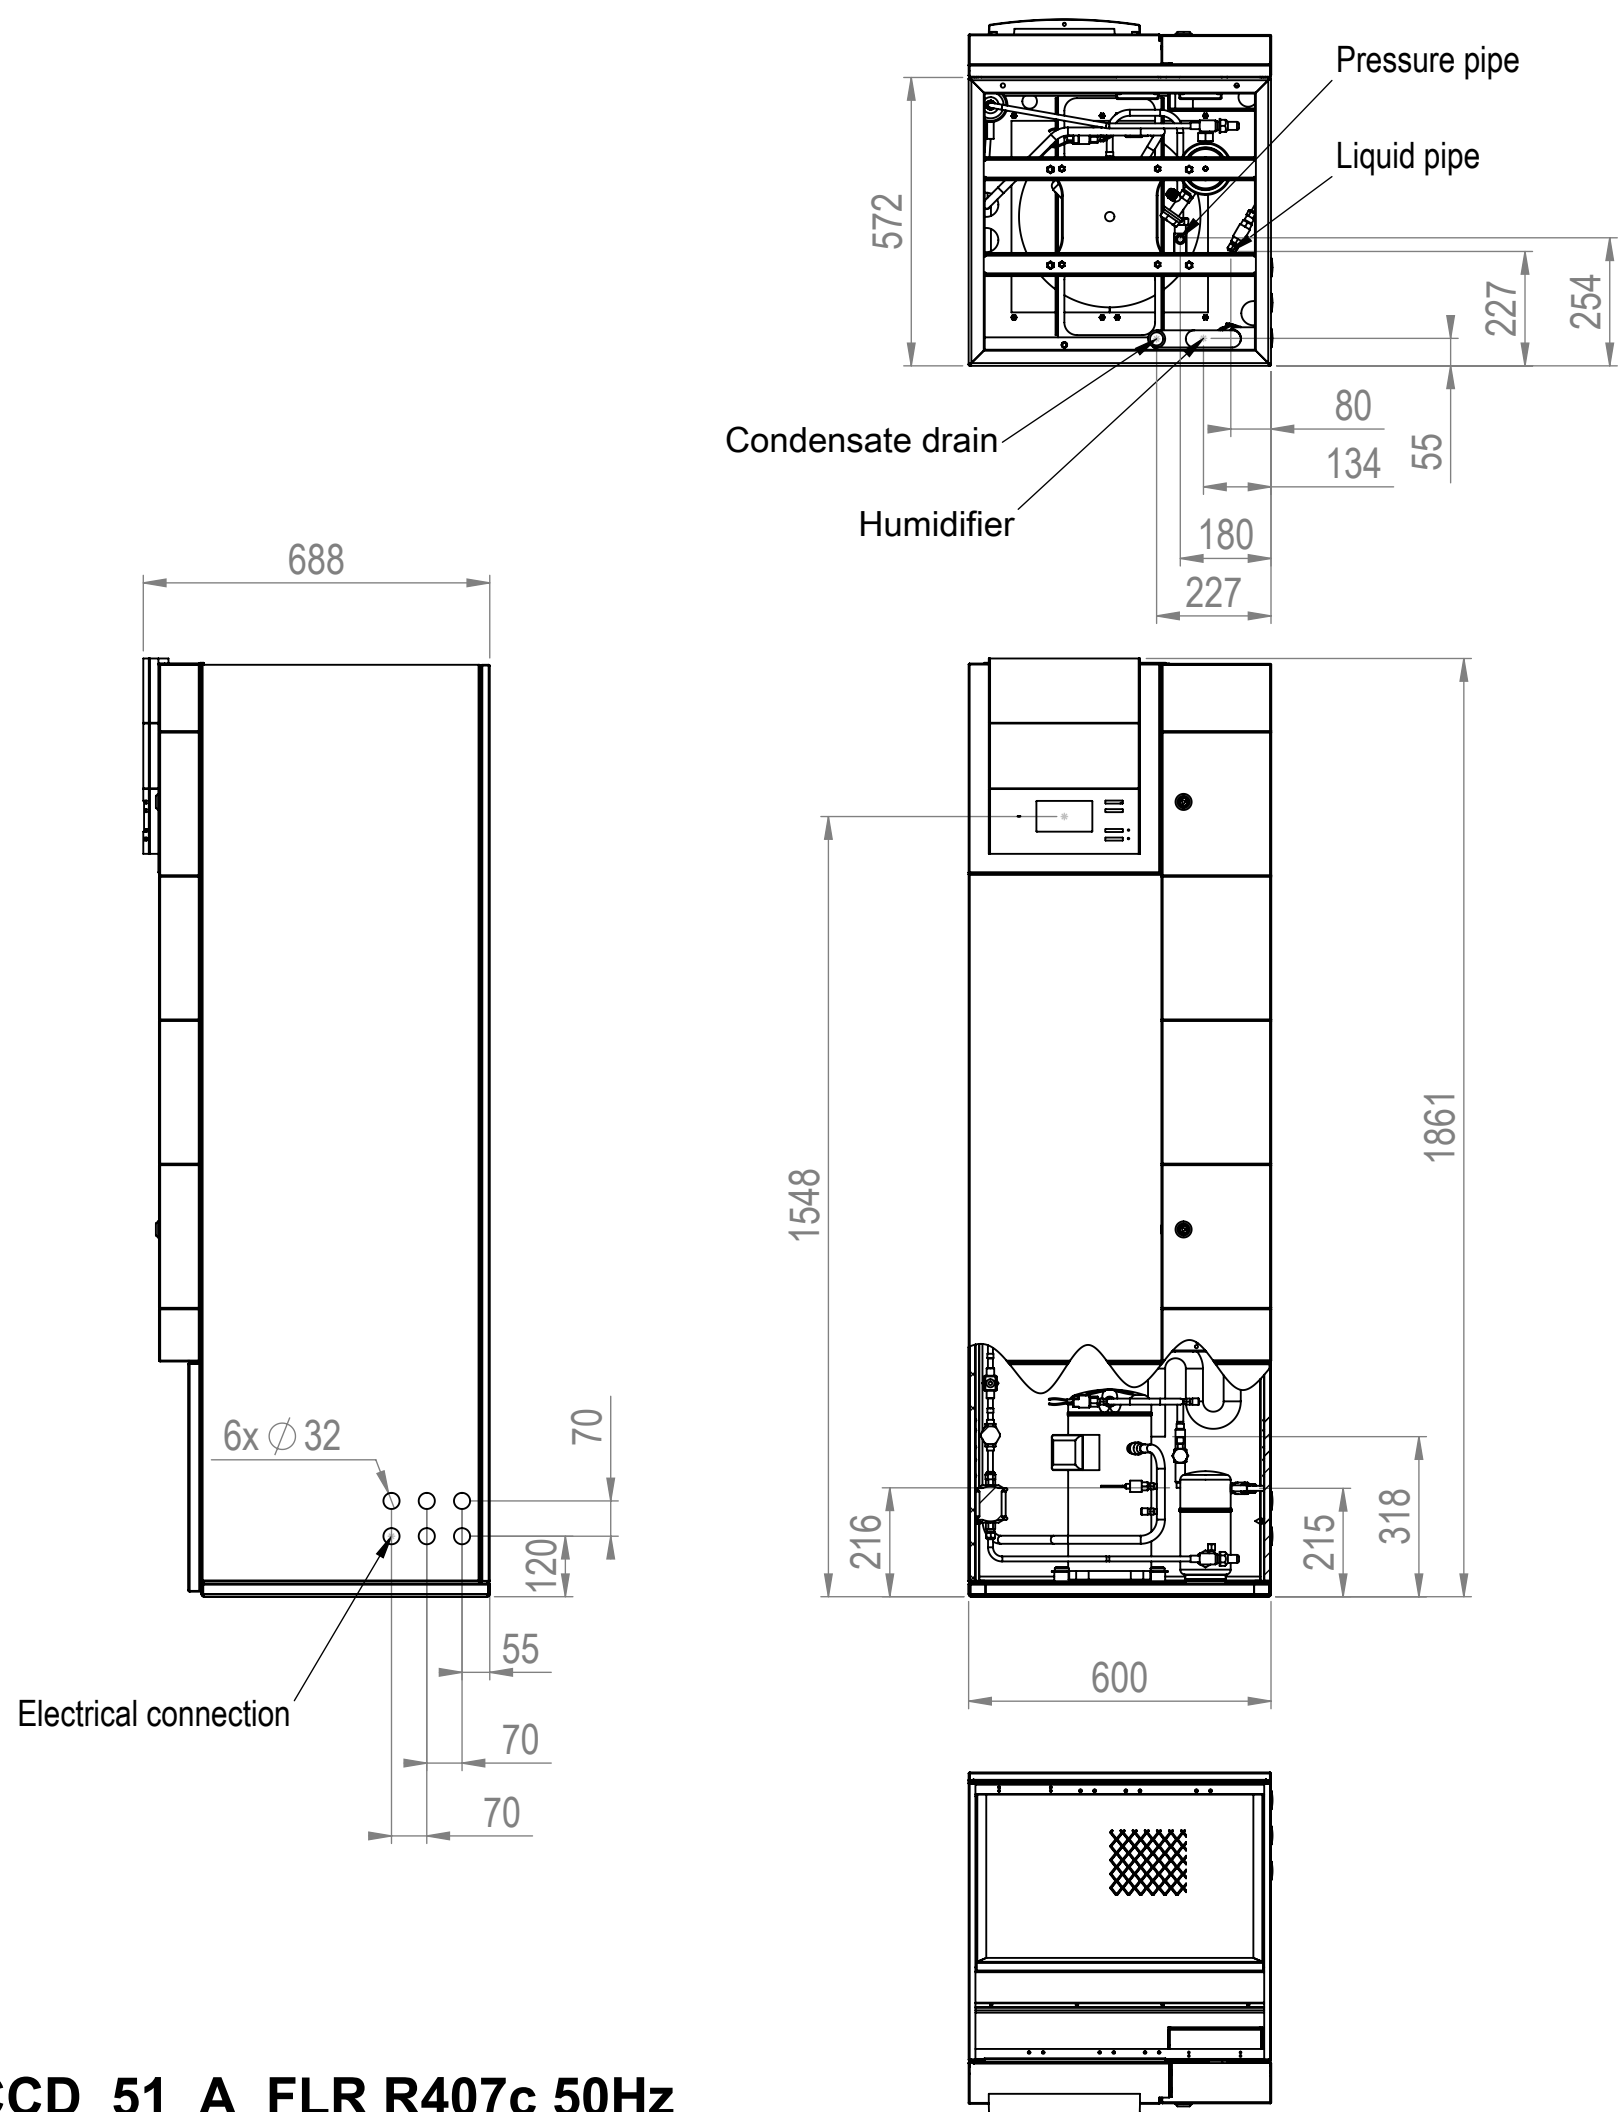 Pressure pipe
Liquid pipe
572
227
254
80
55
134
Condensate drain
Humidifier
180
227
688
1548
1861
6x ∅ 32
70
120
216
215
318
55
600
Electrical connection
70
70
CCD 51 A FLR R407c 50Hz